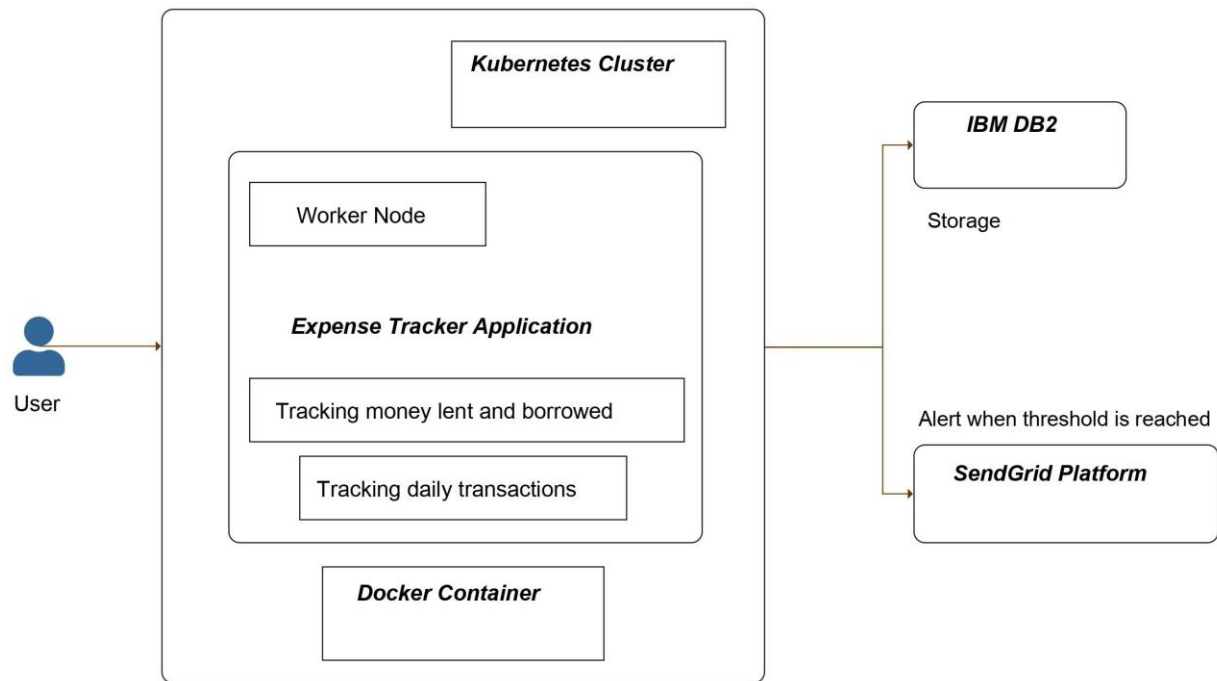 Kubernetes Cluster
IBM DB2
Worker Node
Storage
Expense Tracker Application
User
Tracking money lent and borrowed
Alert when threshold is reached
SendGrid Platform
Tracking daily transactions
Docker Container